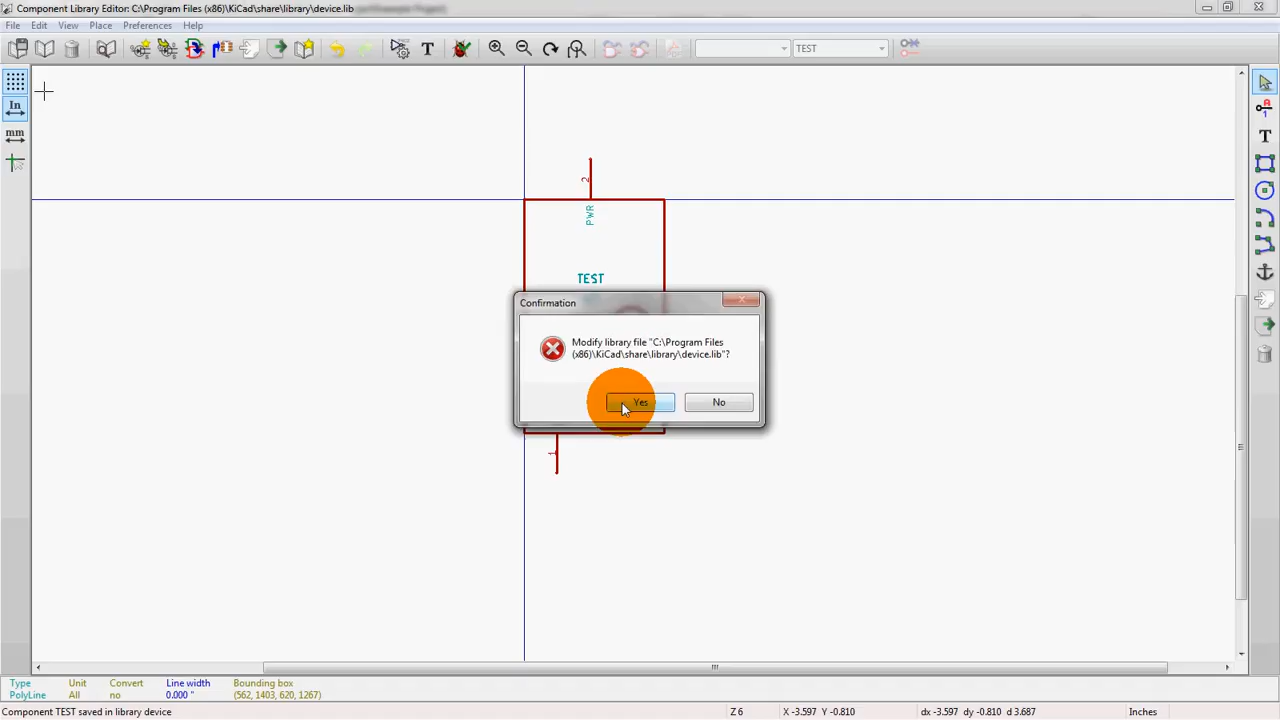 Component Library Editor: C:\Program Files (x86)\KiCad\share\library\device.lib
File Edit View Place Preferences Help
T TEST
In
mm
A
1
T
2
PWR
TEST
Confirmation
Modify library file "C:\Program Files
(x86)\KiCad\share\library\device.lib"?
Yes No
1
Type Unit Convert Line width Bounding box
PolyLine All no 0.000 " (562, 1403, 620, 1267)
Component TEST saved in library device Z 6 X -3.597 Y -0.810 dx -3.597 dy -0.810 d 3.687 Inches